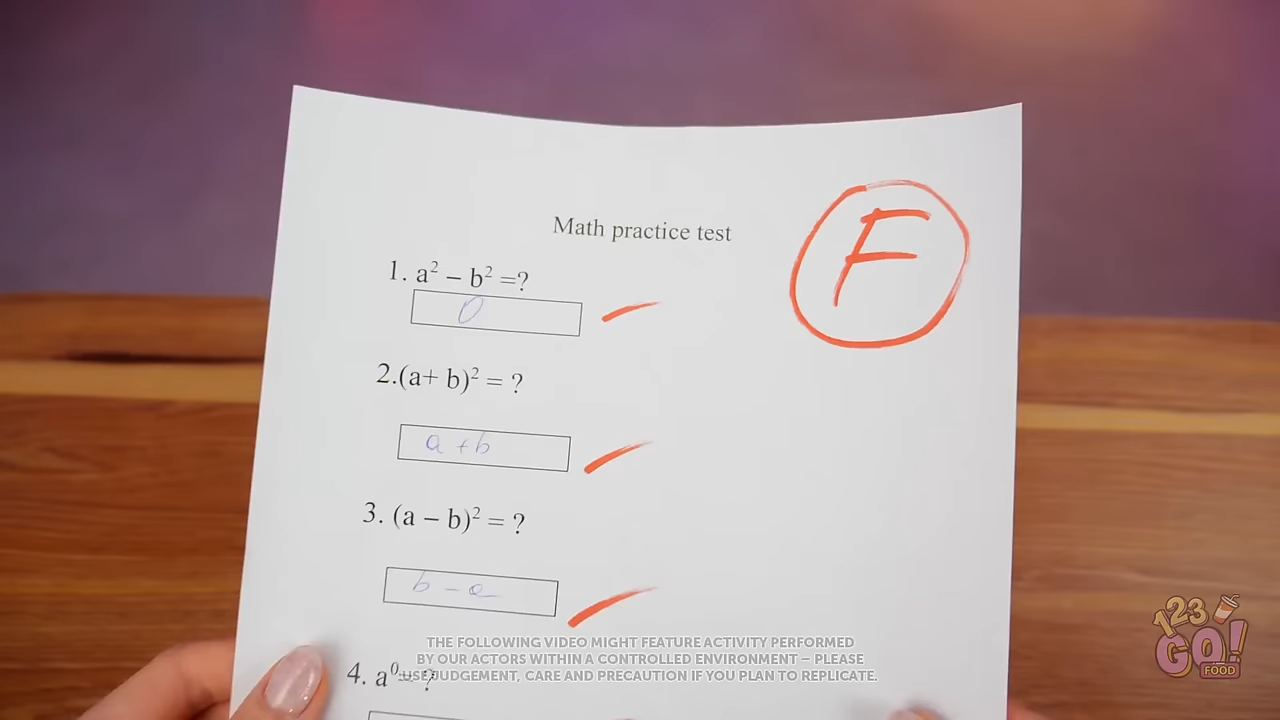 Math practice test
F
1. a² – b² =?
0
2.(a+ b)² = ?
a + b
3. (a – b)² = ?
b – a
THE FOLLOWING VIDEO MIGHT FEATURE ACTIVITY PERFORMED
BY OUR ACTORS WITHIN A CONTROLLED ENVIRONMENT – PLEASE
USE JUDGEMENT, CARE AND PRECAUTION IF YOU PLAN TO REPLICATE.
4. a⁰ = ?
123
GO!
FOOD